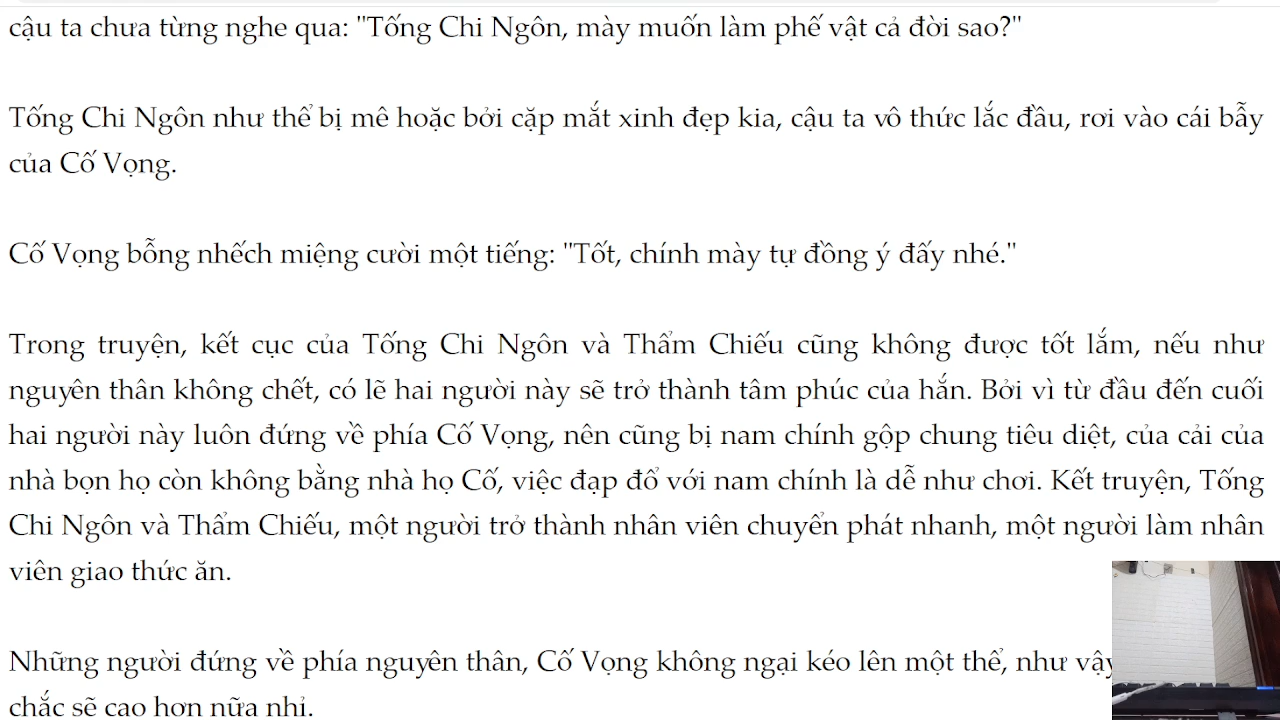 cậu ta chưa từng nghe qua: "Tống Chi Ngôn, mày muốn làm phế vật cả đời sao?"
Tống Chi Ngôn như thể bị mê hoặc bởi cặp mắt xinh đẹp kia, cậu ta vô thức lắc đầu, rơi vào cái bẫy
của Cố Vọng.
Cố Vọng bỗng nhếch miệng cười một tiếng: "Tốt, chính mày tự đồng ý đấy nhé."
Trong truyện, kết cục của Tống Chi Ngôn và Thẩm Chiếu cũng không được tốt lắm, nếu như
nguyên thân không chết, có lẽ hai người này sẽ trở thành tâm phúc của hắn. Bởi vì từ đầu đến cuối
hai người này luôn đứng về phía Cố Vọng, nên cũng bị nam chính gộp chung tiêu diệt, của cải của
nhà bọn họ còn không bằng nhà họ Cố, việc đạp đổ với nam chính là dễ như chơi. Kết truyện, Tống
Chi Ngôn và Thẩm Chiếu, một người trở thành nhân viên chuyển phát nhanh, một người làm nhân
viên giao thức ăn.
Những người đứng về phía nguyên thân, Cố Vọng không ngại kéo lên một thể, như vậy
chắc sẽ cao hơn nữa nhỉ.